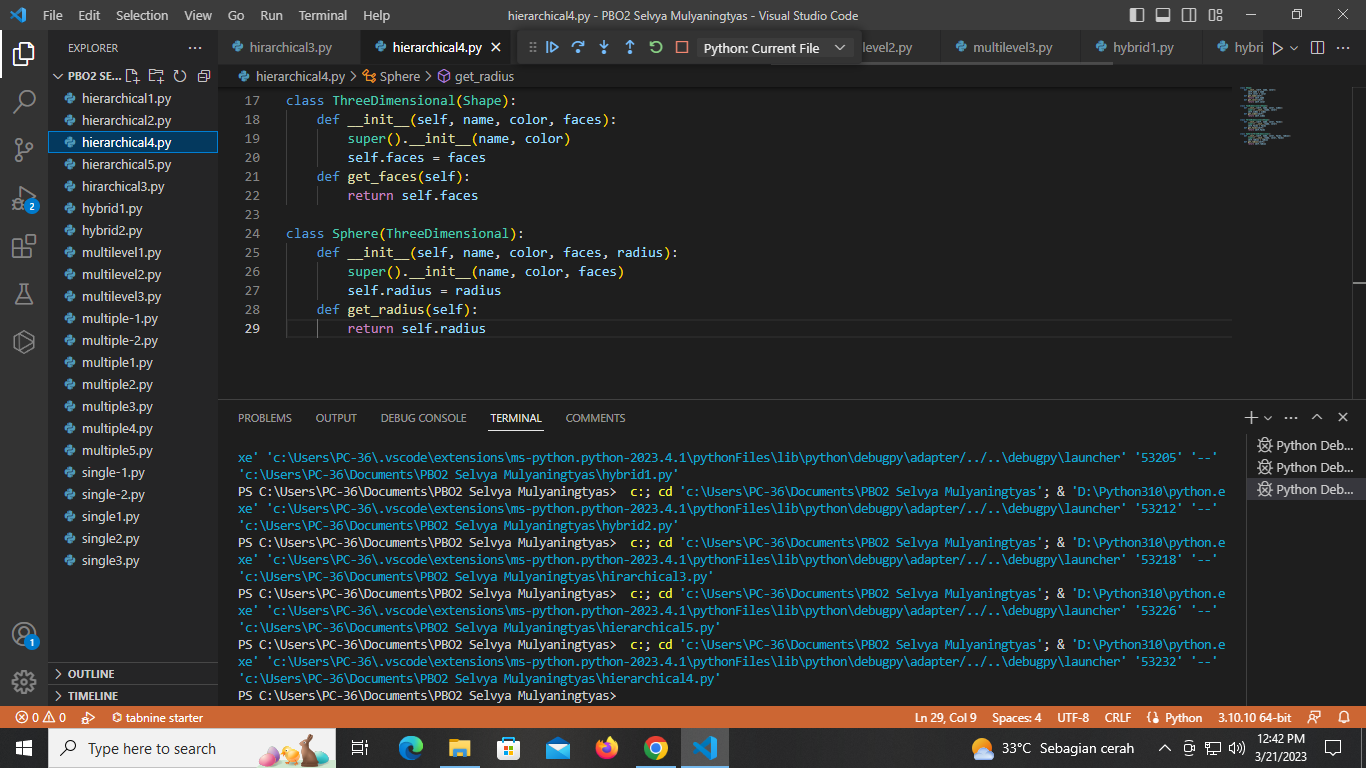 File Edit Selection View Go Run Terminal Help hierarchical4.py - PBO2 Selvya Mulyaningtyas - Visual Studio Code
EXPLORER ···
hirarchical3.py hierarchical4.py Python: Current File level2.py multilevel3.py hybrid1.py hybri
PBO2 SE...
hierarchical4.py > Sphere > get_radius
hierarchical1.py
hierarchical2.py
hierarchical4.py
hierarchical5.py
hirarchical3.py
hybrid1.py
hybrid2.py
multilevel1.py
multilevel2.py
multilevel3.py
multiple-1.py
multiple-2.py
multiple1.py
multiple2.py
multiple3.py
multiple4.py
multiple5.py
single-1.py
single-2.py
single1.py
single2.py
single3.py
OUTLINE
TIMELINE
2
1
17 class ThreeDimensional(Shape):
18 def __init__(self, name, color, faces):
19 super().__init__(name, color)
20 self.faces = faces
21 def get_faces(self):
22 return self.faces
23
24 class Sphere(ThreeDimensional):
25 def __init__(self, name, color, faces, radius):
26 super().__init__(name, color, faces)
27 self.radius = radius
28 def get_radius(self):
29 return self.radius
PROBLEMS OUTPUT DEBUG CONSOLE TERMINAL COMMENTS
xe' 'c:\Users\PC-36\.vscode\extensions\ms-python.python-2023.4.1\pythonFiles\lib\python\debugpy\adapter/../..\debugpy\launcher' '53205' '--'
'c:\Users\PC-36\Documents\PBO2 Selvya Mulyaningtyas\hybrid1.py'
PS C:\Users\PC-36\Documents\PBO2 Selvya Mulyaningtyas> c:; cd 'c:\Users\PC-36\Documents\PBO2 Selvya Mulyaningtyas'; & 'D:\Python310\python.e
xe' 'c:\Users\PC-36\.vscode\extensions\ms-python.python-2023.4.1\pythonFiles\lib\python\debugpy\adapter/../..\debugpy\launcher' '53212' '--'
'c:\Users\PC-36\Documents\PBO2 Selvya Mulyaningtyas\hybrid2.py'
PS C:\Users\PC-36\Documents\PBO2 Selvya Mulyaningtyas> c:; cd 'c:\Users\PC-36\Documents\PBO2 Selvya Mulyaningtyas'; & 'D:\Python310\python.e
xe' 'c:\Users\PC-36\.vscode\extensions\ms-python.python-2023.4.1\pythonFiles\lib\python\debugpy\adapter/../..\debugpy\launcher' '53218' '--'
'c:\Users\PC-36\Documents\PBO2 Selvya Mulyaningtyas\hirarchical3.py'
PS C:\Users\PC-36\Documents\PBO2 Selvya Mulyaningtyas> c:; cd 'c:\Users\PC-36\Documents\PBO2 Selvya Mulyaningtyas'; & 'D:\Python310\python.e
xe' 'c:\Users\PC-36\.vscode\extensions\ms-python.python-2023.4.1\pythonFiles\lib\python\debugpy\adapter/../..\debugpy\launcher' '53226' '--'
'c:\Users\PC-36\Documents\PBO2 Selvya Mulyaningtyas\hierarchical5.py'
PS C:\Users\PC-36\Documents\PBO2 Selvya Mulyaningtyas> c:; cd 'c:\Users\PC-36\Documents\PBO2 Selvya Mulyaningtyas'; & 'D:\Python310\python.e
xe' 'c:\Users\PC-36\.vscode\extensions\ms-python.python-2023.4.1\pythonFiles\lib\python\debugpy\adapter/../..\debugpy\launcher' '53232' '--'
'c:\Users\PC-36\Documents\PBO2 Selvya Mulyaningtyas\hierarchical4.py'
PS C:\Users\PC-36\Documents\PBO2 Selvya Mulyaningtyas>
Python Deb...
Python Deb...
Python Deb...
0 0 tabnine starter Ln 29, Col 9 Spaces: 4 UTF-8 CRLF Python 3.10.10 64-bit
Type here to search 33°C Sebagian cerah 12:42 PM
3/21/2023